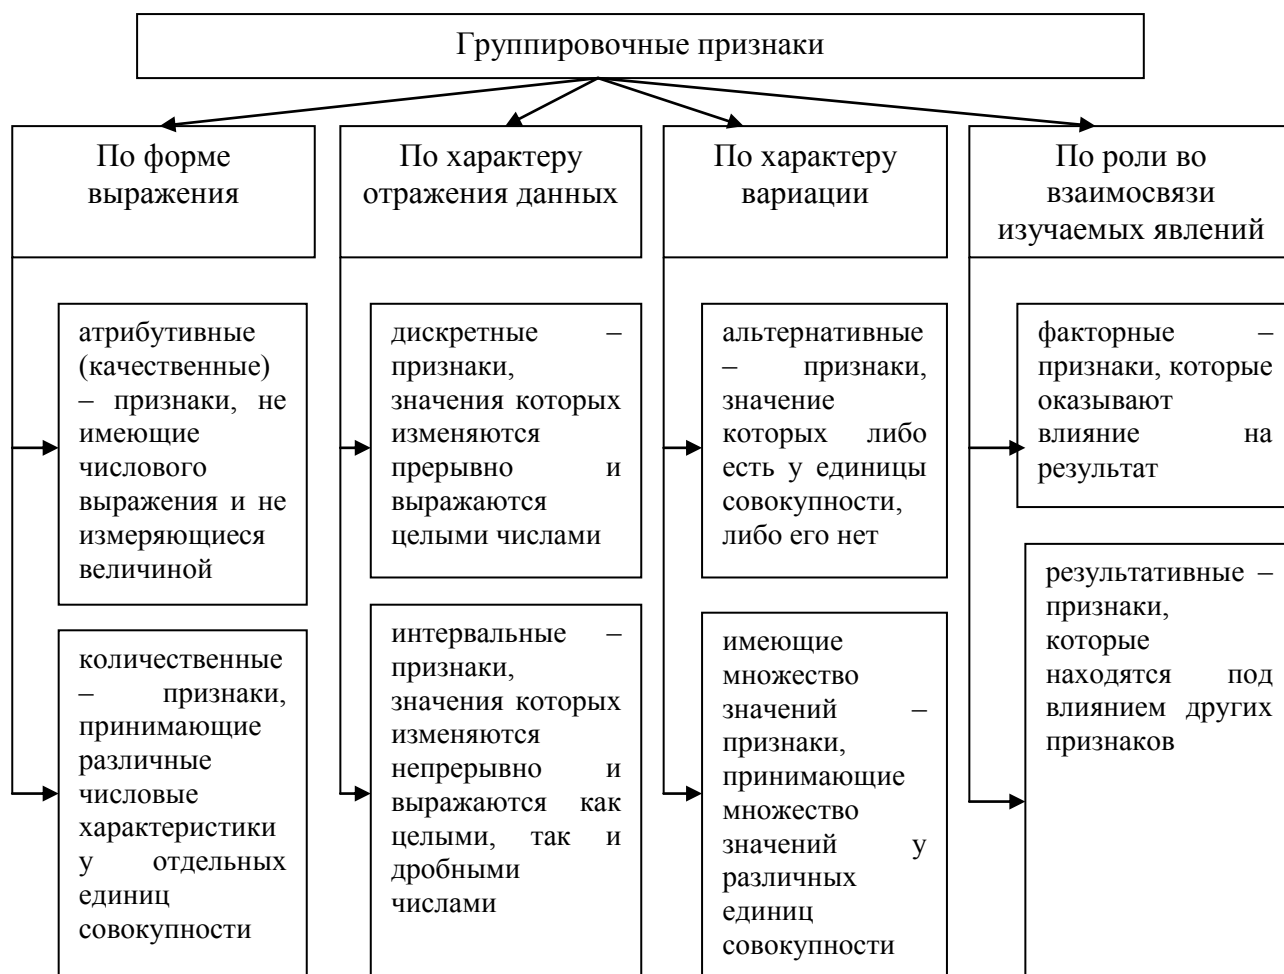 Группировочные признаки
По форме
выражения
По характеру
отражения данных
По характеру
вариации
По роли во
взаимосвязи
изучаемых явлений
атрибутивные
(качественные)
– признаки, не
имеющие
числового
выражения и не
измеряющиеся
величиной
дискретные –
признаки,
значения которых
изменяются
прерывно и
выражаются
целыми числами
альтернативные
– признаки,
значение
которых либо
есть у единицы
совокупности,
либо его нет
факторные –
признаки, которые
оказывают
влияние на
результат
количественные
– признаки,
принимающие
различные
числовые
характеристики
у отдельных
единиц
совокупности
интервальные –
признаки,
значения которых
изменяются
непрерывно и
выражаются как
целыми, так и
дробными
числами
имеющие
множество
значений –
признаки,
принимающие
множество
значений у
различных
единиц
совокупности
результативные –
признаки,
которые
находятся под
влиянием других
признаков